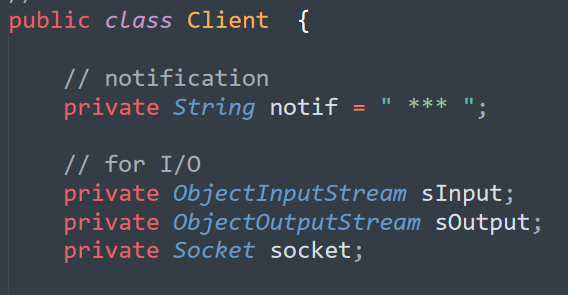 public class Client  {
// notification
private String notif = " *** ";
// for I/O
private ObjectInputStream sInput;
private ObjectOutputStream sOutput;
private Socket socket;